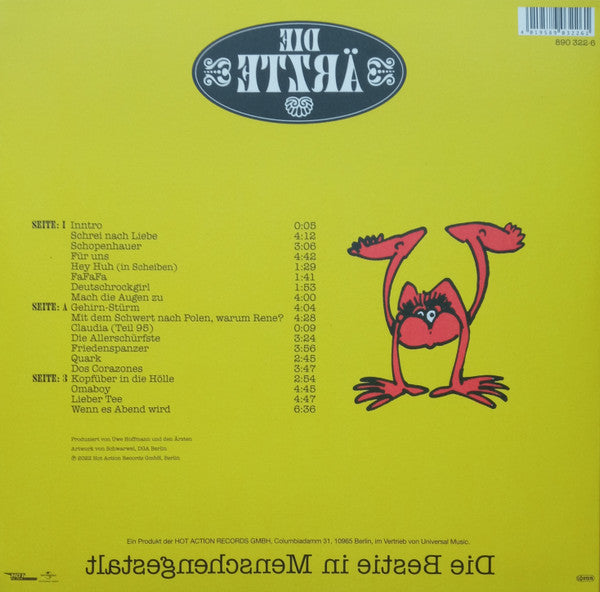 4 019589 832261
890 322-6
DIE
ÄRZTE
SEITE: I Inntro 0:05
Schrei nach Liebe 4:12
Schopenhauer 3:06
Für uns 4:42
Hey Huh (in Scheiben) 1:29
FaFaFa 1:41
Deutschrockgirl 1:53
Mach die Augen zu 4:00
SEITE: A Gehirn-Stürm 4:04
Mit dem Schwert nach Polen, warum Rene? 4:28
Claudia (Teil 95) 0:09
Die Allerschürfste 3:24
Friedenspanzer 3:56
Quark 2:45
Dos Corazones 3:47
SEITE: 3 Kopfüber in die Hölle 2:54
Omaboy 4:45
Lieber Tee 4:47
Wenn es Abend wird 6:36
Produziert von Uwe Hoffmann und den Ärzten
Artwork von Schwarwel, DGA Berlin
℗ 2022 Hot Action Records GmbH, Berlin
Ein Produkt der HOT ACTION RECORDS GMBH, Columbiadamm 31, 10965 Berlin, im Vertrieb von Universal Music.
Die Bestie in Menschengestalt